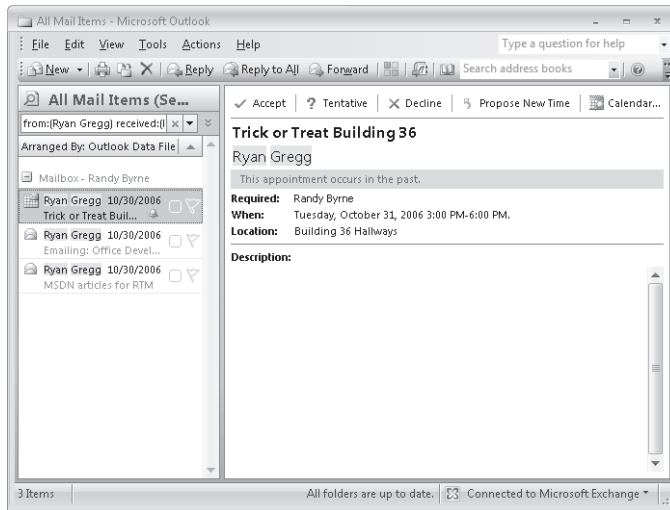 All Mail Items - Microsoft Outlook
File Edit View Tools Actions Help
Type a question for help
New Reply Reply to All Forward Search address books
All Mail Items (Se...
from:(Ryan Gregg) received:(l
Arranged By: Outlook Data File
Mailbox - Randy Byrne
Ryan Gregg 10/30/2006
Trick or Treat Buil...
Ryan Gregg 10/30/2006
Emailing: Office Devel...
Ryan Gregg 10/30/2006
MSDN articles for RTM
Accept ? Tentative Decline Propose New Time Calendar...
Trick or Treat Building 36
Ryan Gregg
This appointment occurs in the past.
Required: Randy Byrne
When: Tuesday, October 31, 2006 3:00 PM-6:00 PM.
Location: Building 36 Hallways
Description:
3 Items
All folders are up to date. Connected to Microsoft Exchange